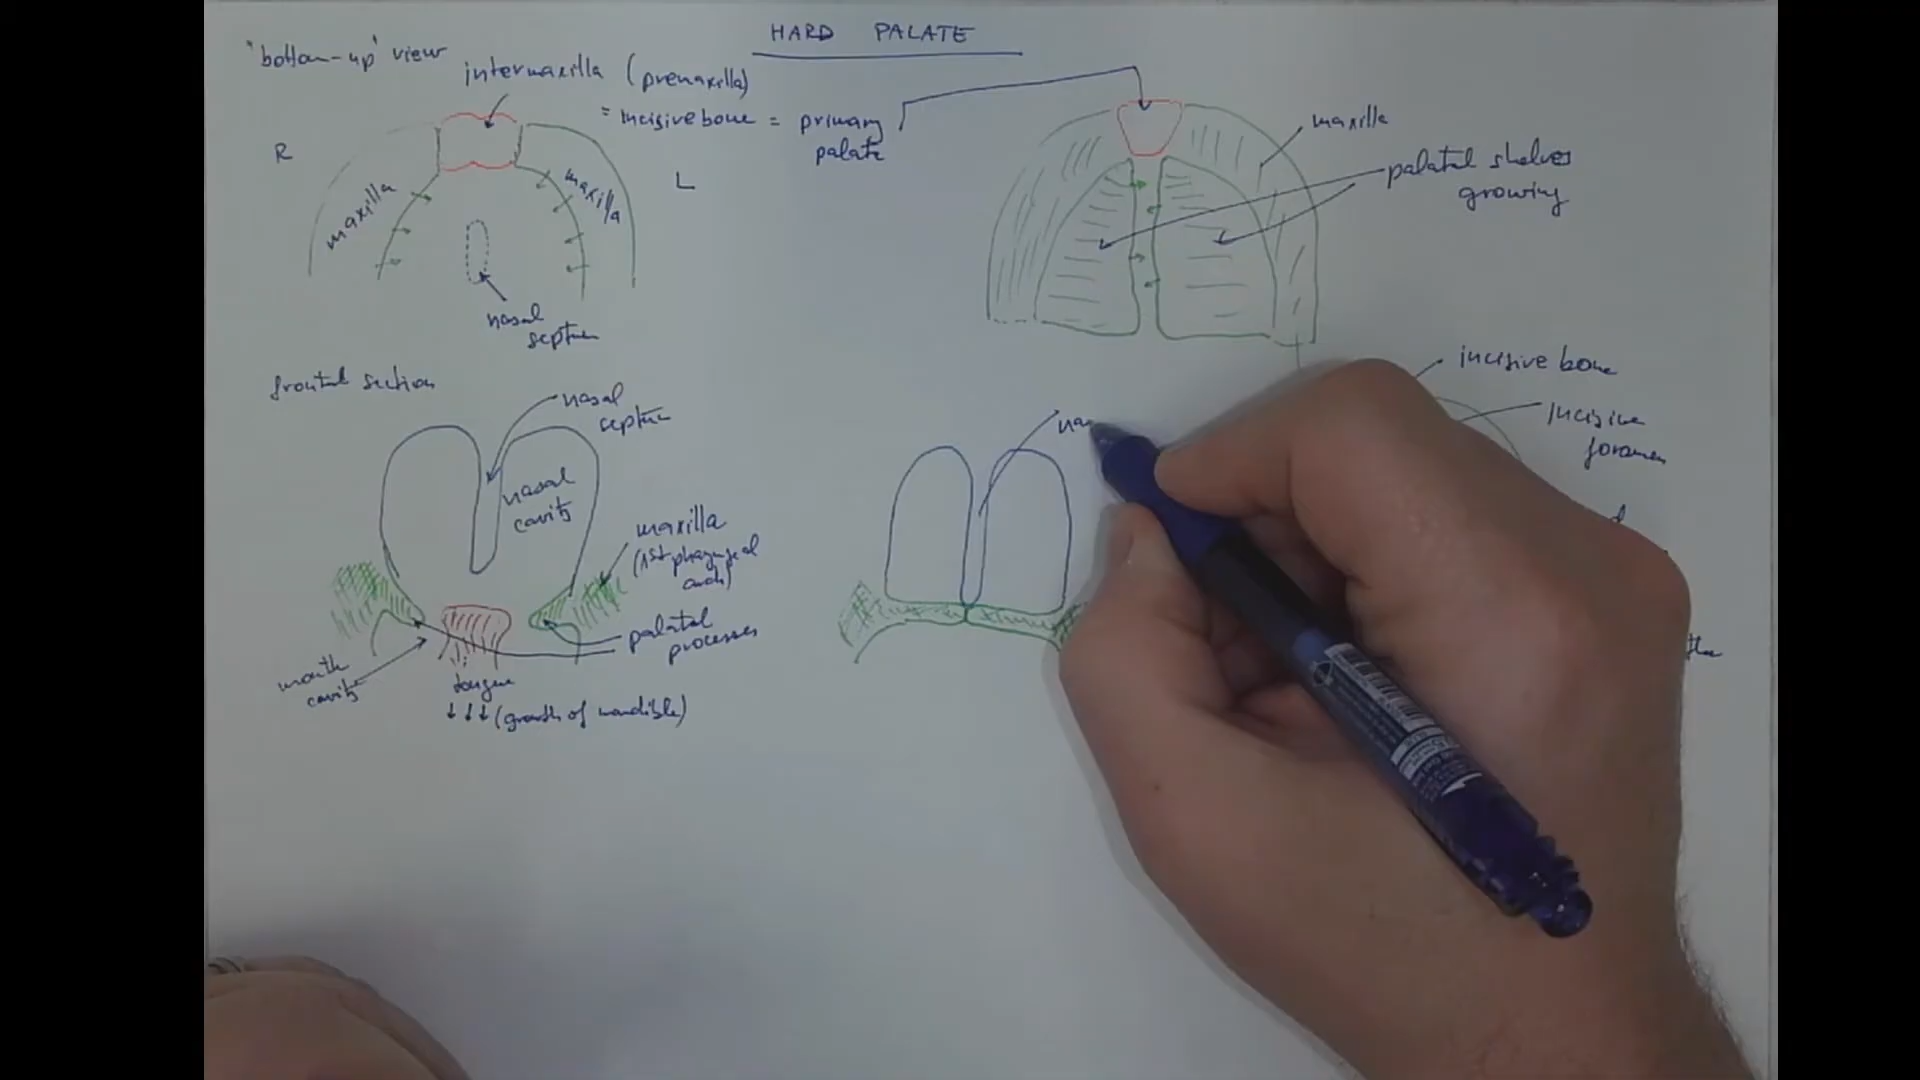 HARD PALATE
"bottom-up" view
intermaxilla (premaxilla)
= incisive bone = primary
palate
R
L
maxilla
maxilla
nasal
septum
maxilla
palatal shelves
growing
frontal section
nasal
septum
nasal
cavity
maxilla
(1st pharyngeal
arch)
palatal
processes
mouth
cavity
tongue
↓↓↓ (growth of mandible)
na
incisive bone
incisive
foramen